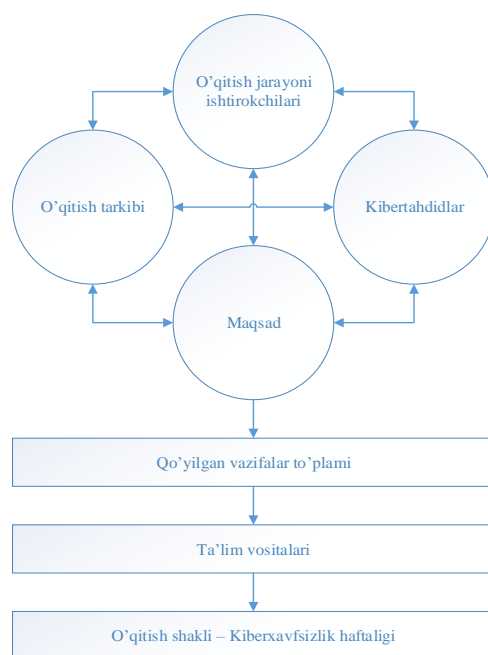 O’qitish jarayoni
ishtirokchilari
O’qitish tarkibi
Kibertahdidlar
Maqsad
Qo’yilgan vazifalar to’plami
Ta’lim vositalari
O’qitish shakli – Kiberxavfsizlik haftaligi